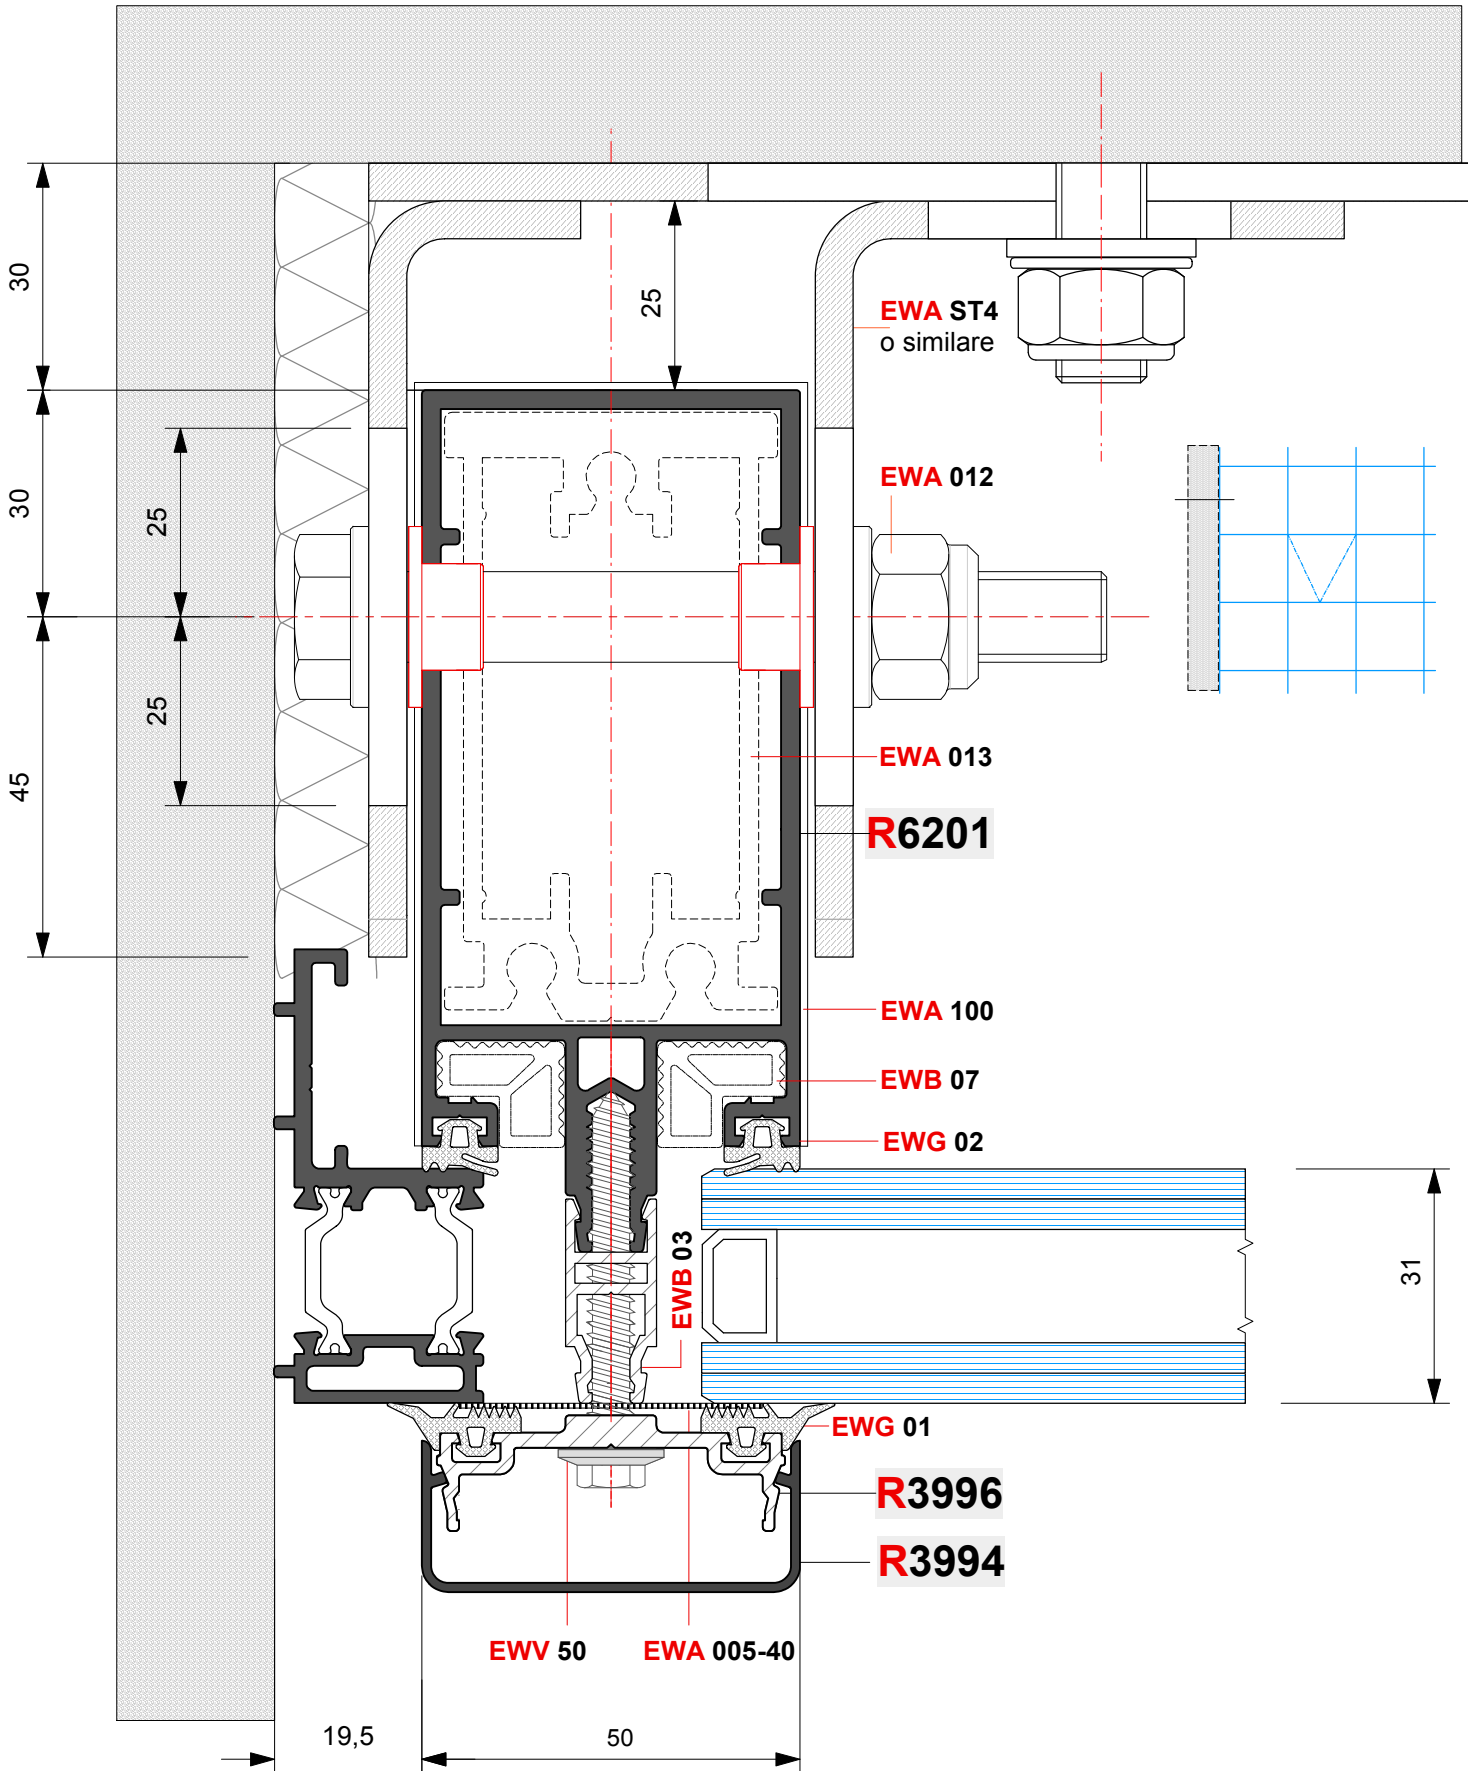 30
25
EWA ST4
o similare
30
25
EWA 012
25
45
EWA 013
R6201
EWA 100
EWB 07
EWG 02
EWB 03
31
EWG 01
R3996
R3994
EWV 50
EWA 005-40
19,5
50